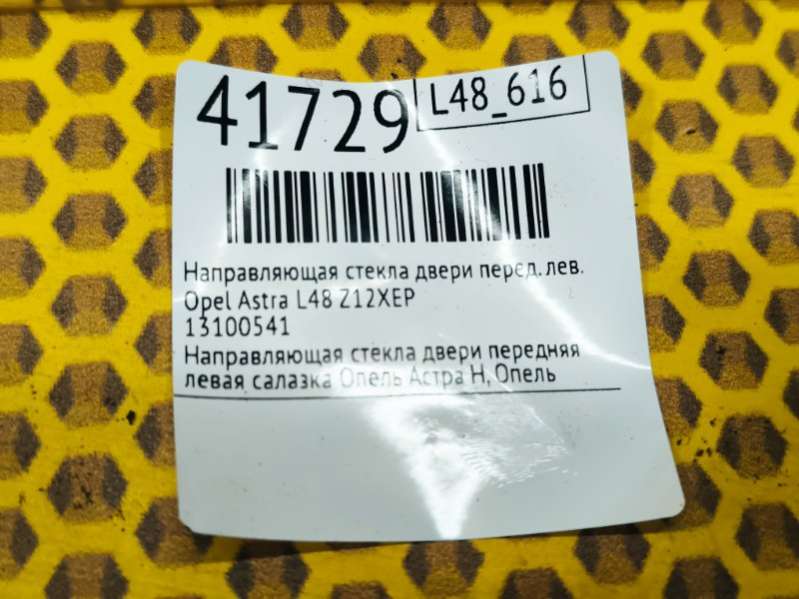 41729
L48_616
Направляющая стекла двери перед. лев.
Opel Astra L48 Z12XEP
13100541
Направляющая стекла двери передняя
левая салазка Опель Астра H, Опель